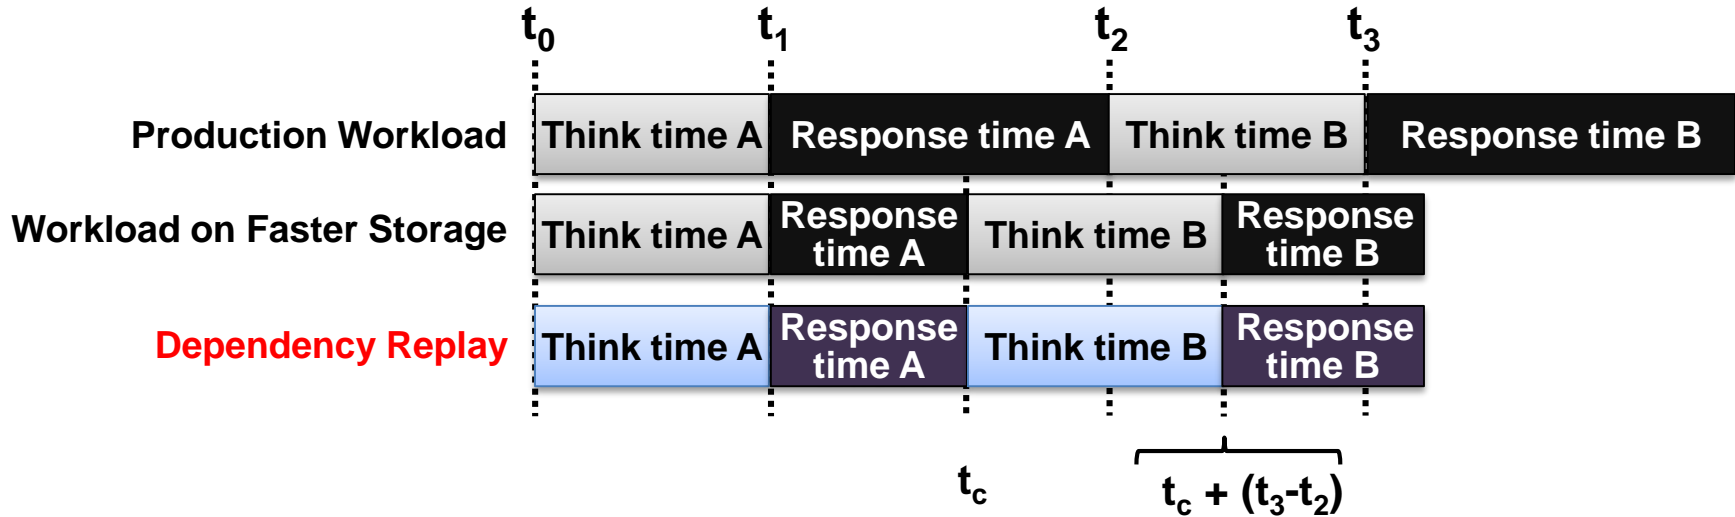 t0 t1 t2 t3
Production Workload Think time A Response time A Think time B Response time B
Workload on Faster Storage Think time A Response time A Think time B Response time B
Dependency Replay Think time A Response time A Think time B Response time B
tc tc + (t3-t2)